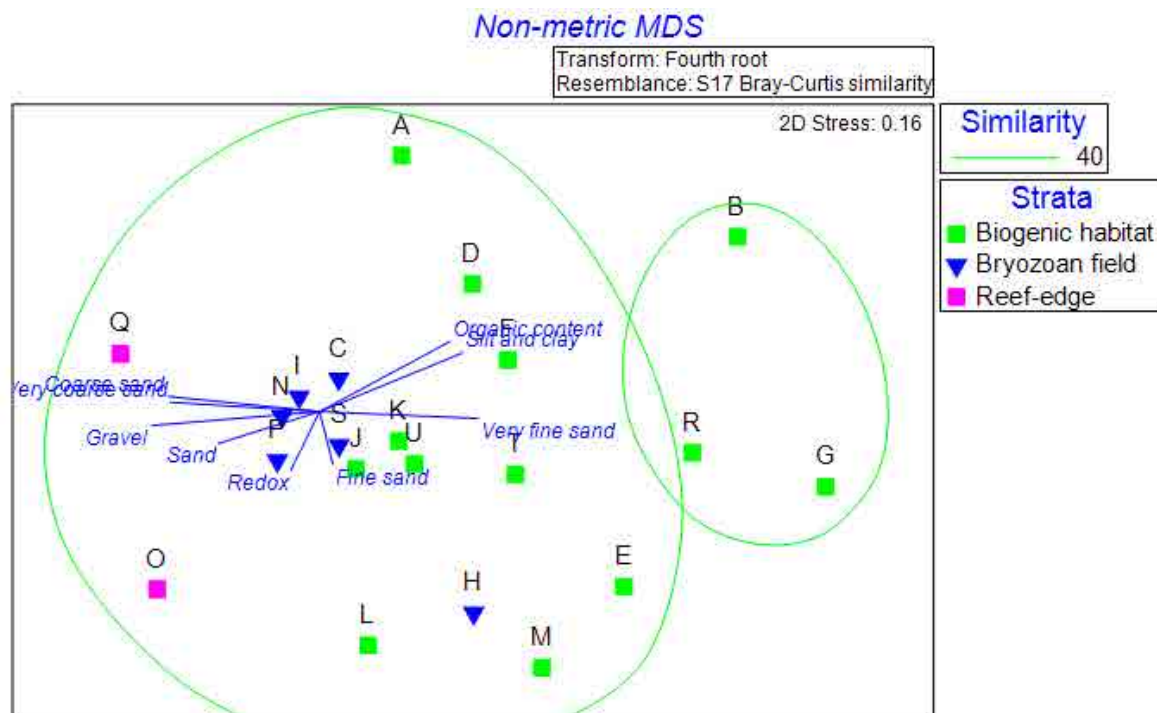 Non-metric MDS
Transform: Fourth root
Resemblance: S17 Bray-Curtis similarity
2D Stress: 0.16
Similarity
40
Strata
Biogenic habitat
Bryozoan field
Reef-edge
A
B
D
Organic content
Silt and clay
F
Q
C
I
Coarse sand
Very coarse sand
N
S
K
Gravel
P
J
U
Very fine sand
R
T
G
Sand
Redox
Fine sand
O
H
E
L
M